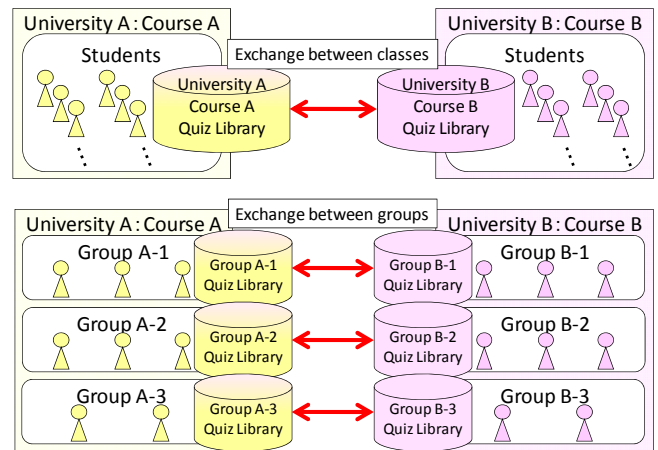 University A : Course A
University B : Course B
Students
Exchange between classes
Students
University A
Course A
Quiz Library
University B
Course B
Quiz Library
University A : Course A
Exchange between groups
University B : Course B
Group A-1
Group A-1
Quiz Library
Group B-1
Quiz Library
Group B-1
Group A-2
Group A-2
Quiz Library
Group B-2
Quiz Library
Group B-2
Group A-3
Group A-3
Quiz Library
Group B-3
Quiz Library
Group B-3